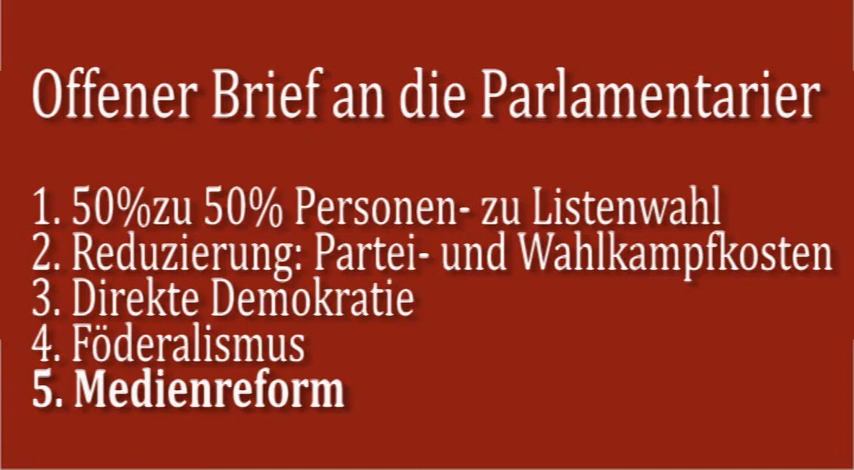 Offener Brief an die Parlamentarier
1. 50%zu 50% Personen- zu Listenwahl
2. Reduzierung: Partei- und Wahlkampfkosten
3. Direkte Demokratie
4. Föderalismus
5. Medienreform